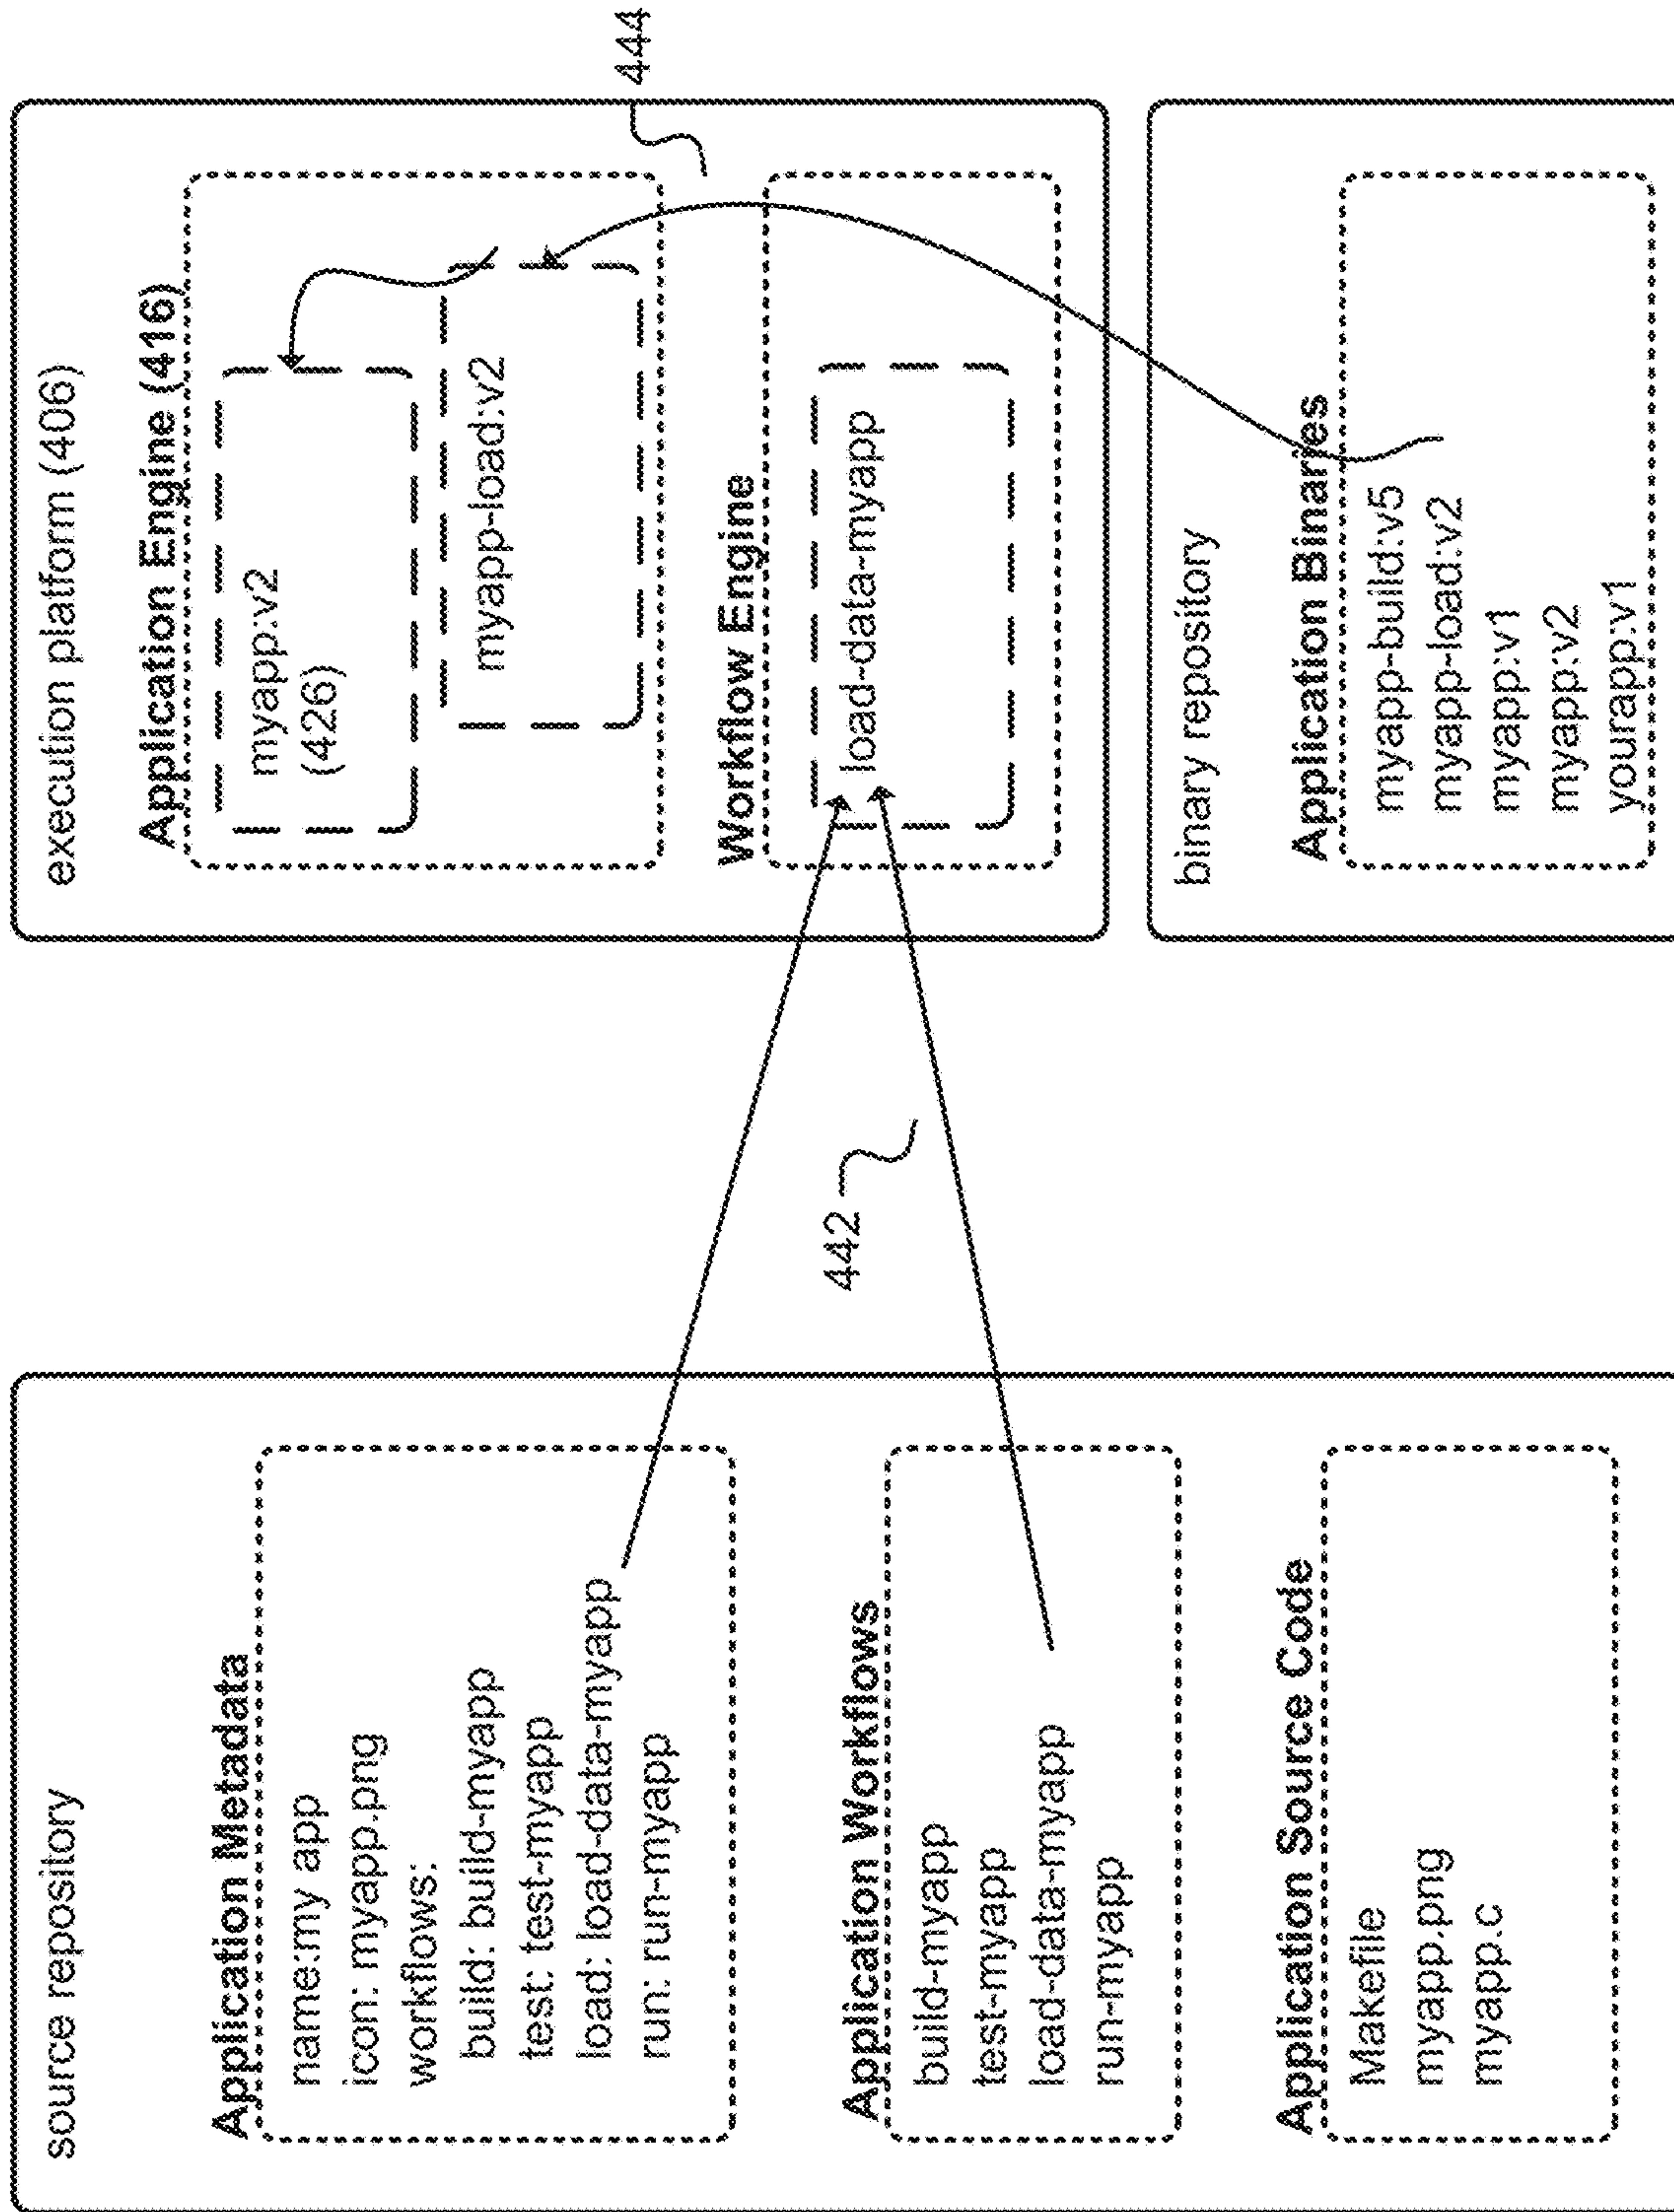 source repository
Application Metadata
name:my app
icon: myapp.png
workflows:
build: build-myapp
test: test-myapp
load: load-data-myapp
run: run-myapp
Application Workflows
build-myapp
test-myapp
load-data-myapp
run-myapp
Application Source Code
Makefile
myapp.png
myapp.c
442
execution platform (406)
Application Engine (416)
myapp:v2
(426)
myapp-load:v2
444
Workflow Engine
load-data-myapp
binary repository
Application Binaries
myapp-build:v5
myapp-load:v2
myapp:v1
myapp:v2
yourapp:v1